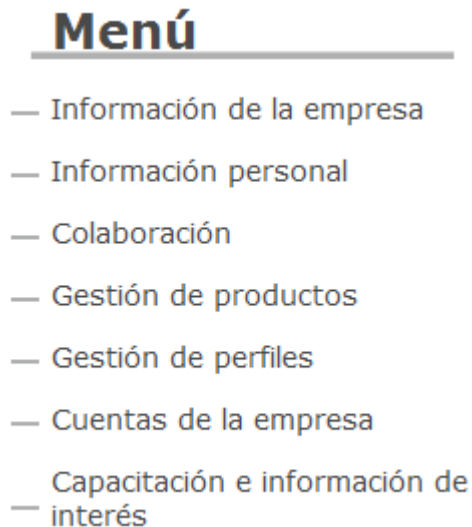 Menú
Información de la empresa
Información personal
Colaboración
Gestión de productos
Gestión de perfiles
Cuentas de la empresa
Capacitación e información de
interés